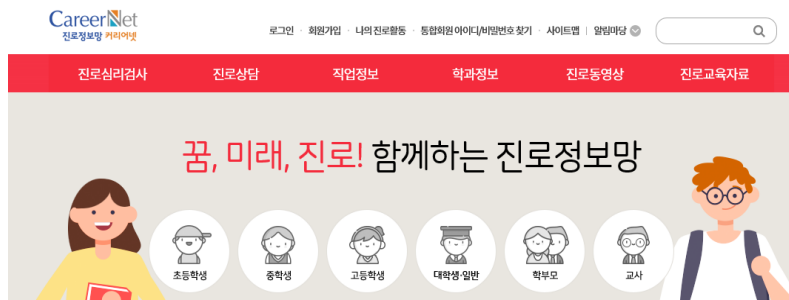 CareerNet
진로정보망 커리어넷
로그인 · 회원가입 · 나의 진로활동 · 통합회원 아이디/비밀번호 찾기 · 사이트맵 | 알림마당
진로심리검사 진로상담 직업정보 학과정보 진로동영상 진로교육자료
꿈, 미래, 진로! 함께하는 진로정보망
초등학생 중학생 고등학생 대학생·일반 학부모 교사